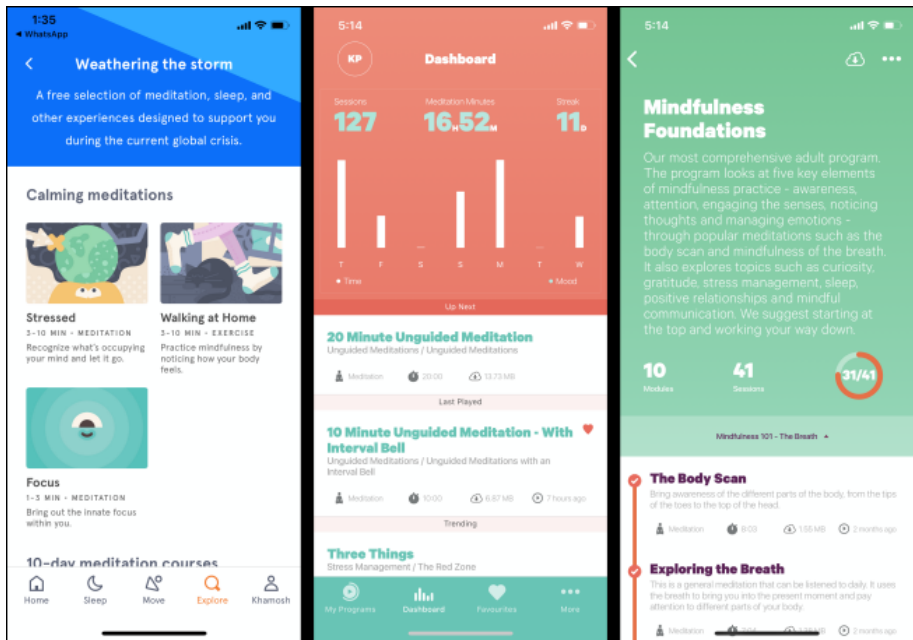 1:35
WhatsApp
Weathering the storm
A free selection of meditation, sleep, and
other experiences designed to support you
during the current global crisis.
Calming meditations
Stressed
3-10 MIN • MEDITATION
Recognize what's occupying
your mind and let it go.
Walking at Home
3-10 MIN • EXERCISE
Practice mindfulness by
noticing how your body
feels.
Focus
1-3 MIN • MEDITATION
Bring out the innate focus
within you.
10-day meditation courses
Home
Sleep
Move
Explore
Khamosh
5:14
KP
Dashboard
Sessions
Meditation Minutes
Streak
127
16H52M
11D
T F S S M T W
Time
Mood
Up Next
20 Minute Unguided Meditation
Unguided Meditations / Unguided Meditations
Meditation 20:00 13.73 MB
Last Played
10 Minute Unguided Meditation - With
Interval Bell
Unguided Meditations / Unguided Meditations with an
Interval Bell
Meditation 10:00 6.87 MB 7 hours ago
Trending
Three Things
Stress Management / The Red Zone
My Programs
Dashboard
Favourites
More
5:14
Mindfulness
Foundations
Our most comprehensive adult program.
The program looks at five key elements
of mindfulness practice - awareness,
attention, engaging the senses, noticing
thoughts and managing emotions -
through popular meditations such as the
body scan and mindfulness of the breath.
It also explores topics such as curiosity,
gratitude, stress management, sleep,
positive relationships and mindful
communication. We suggest starting at
the top and working your way down.
10
Modules
41
Sessions
31/41
Mindfulness 101 - The Breath
The Body Scan
Bring awareness of the different parts of the body, from the tips
of the toes to the top of the head.
Meditation 8:03 1.55 MB 2 months ago
Exploring the Breath
This is a general meditation that can be listened to daily. It uses
the breath to bring you into the present moment and pay
attention to different parts of your body.
Meditation MB 2 months ago